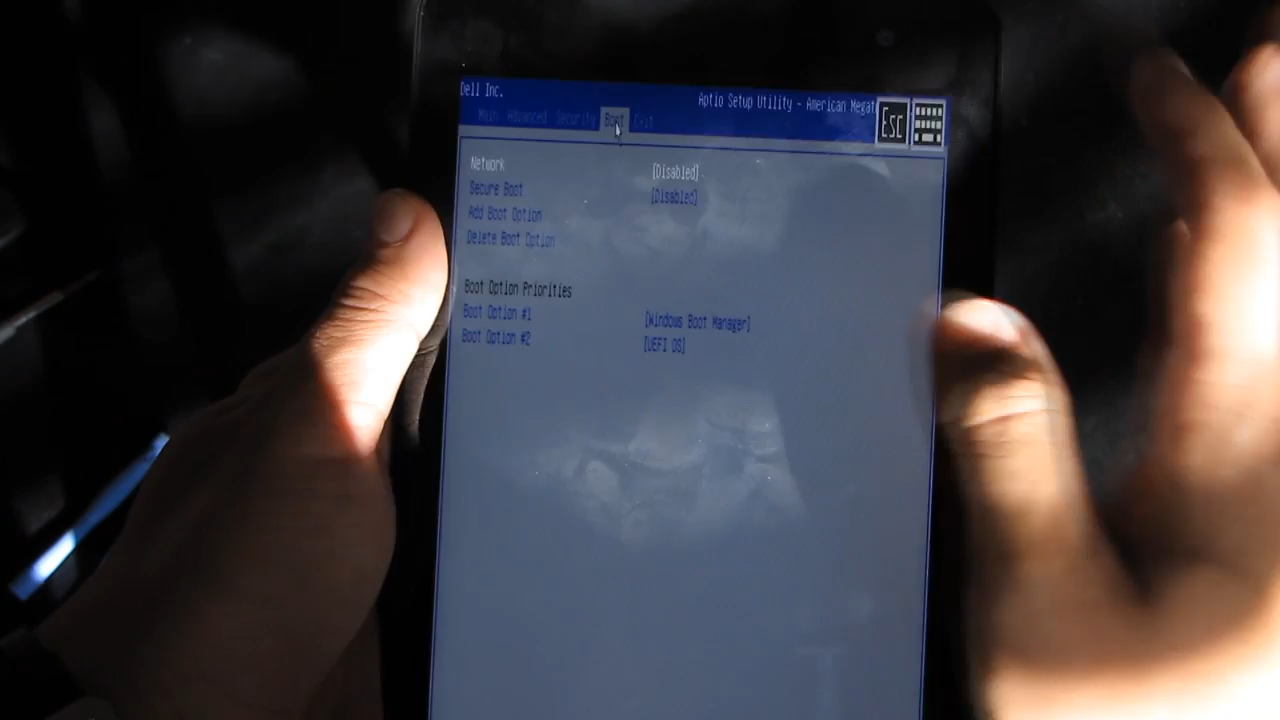 Dell Inc.
Aptio Setup Utility - American Megat
Esc
Main Advanced Security Boot Exit
Network [Disabled]
Secure Boot [Disabled]
Add Boot Option
Delete Boot Option
Boot Option Priorities
Boot Option #1 [Windows Boot Manager]
Boot Option #2 [UEFI OS]